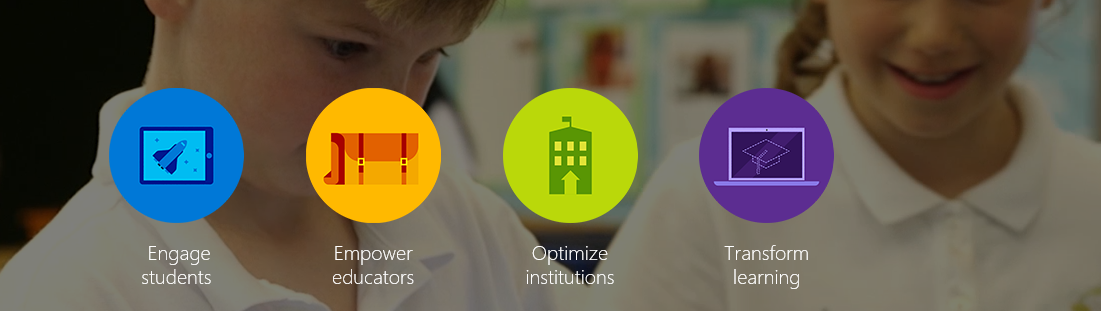 Engage
students
Empower
educators
Optimize
institutions
Transform
learning